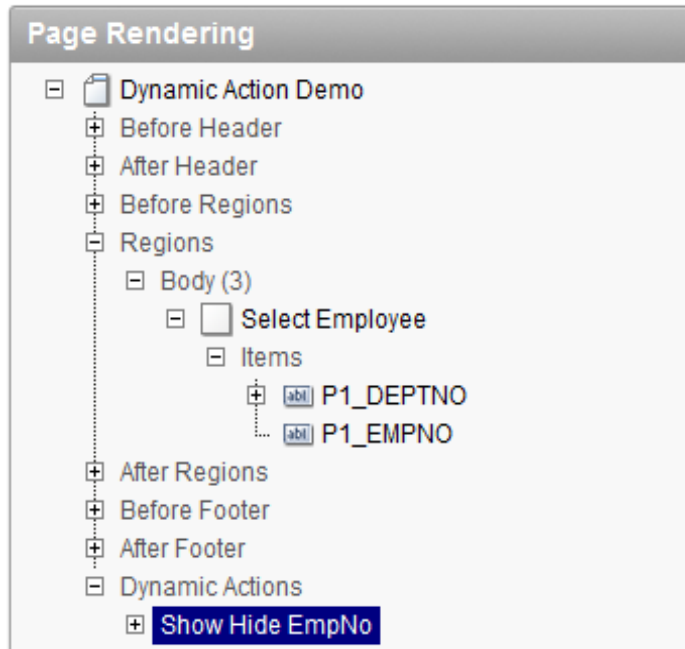 Page Rendering
Dynamic Action Demo
Before Header
After Header
Before Regions
Regions
Body (3)
Select Employee
Items
P1_DEPTNO
P1_EMPNO
After Regions
Before Footer
After Footer
Dynamic Actions
Show Hide EmpNo